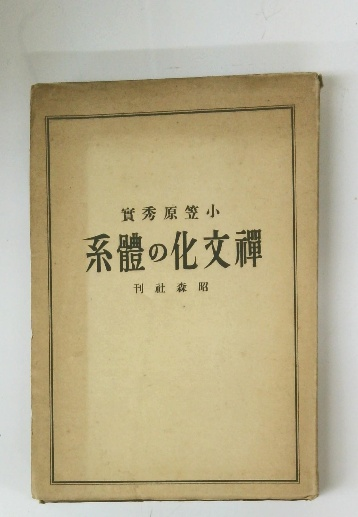 小笠原秀實
禪文化の體系
昭森社刊